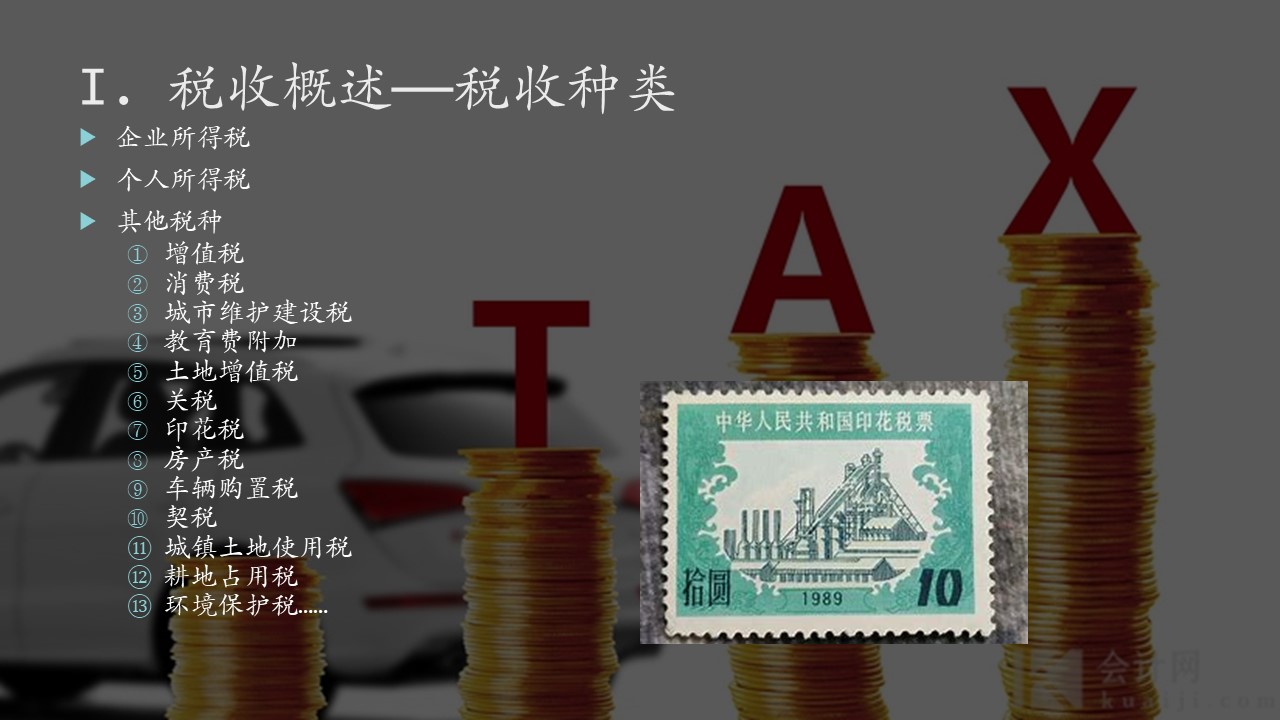 I. 税收概述——税收种类
企业所得税
个人所得税
其他税种
① 增值税
② 消费税
③ 城市维护建设税
④ 教育费附加
⑤ 土地增值税
⑥ 关税
⑦ 印花税
⑧ 房产税
⑨ 车辆购置税
⑩ 契税
⑪ 城镇土地使用税
⑫ 耕地占用税
⑬ 环境保护税……
T
A
X
中华人民共和国印花税票
拾圆
1989
10
会计网
kuaiji.com